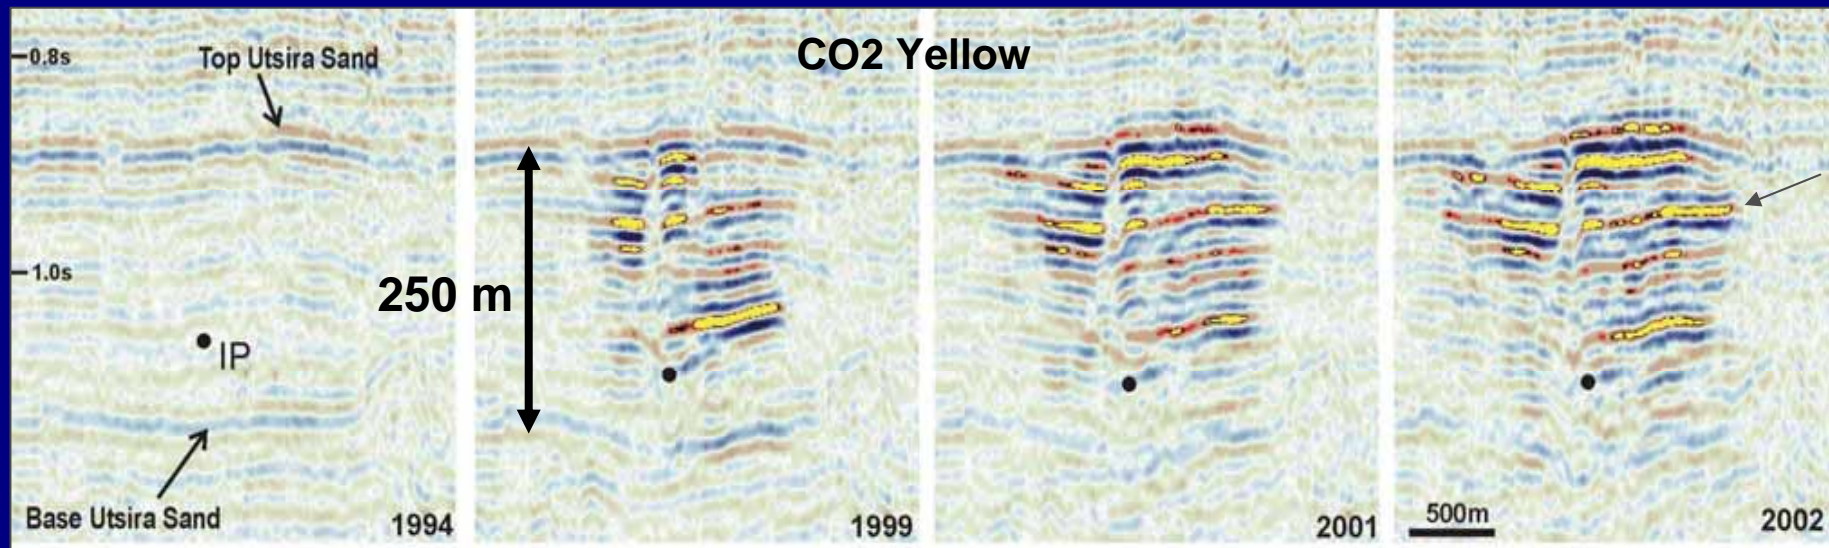 CO2 Yellow
0.8s
Top Utsira Sand
1.0s
250 m
IP
Base Utsira Sand
1994
1999
2001
500m
2002